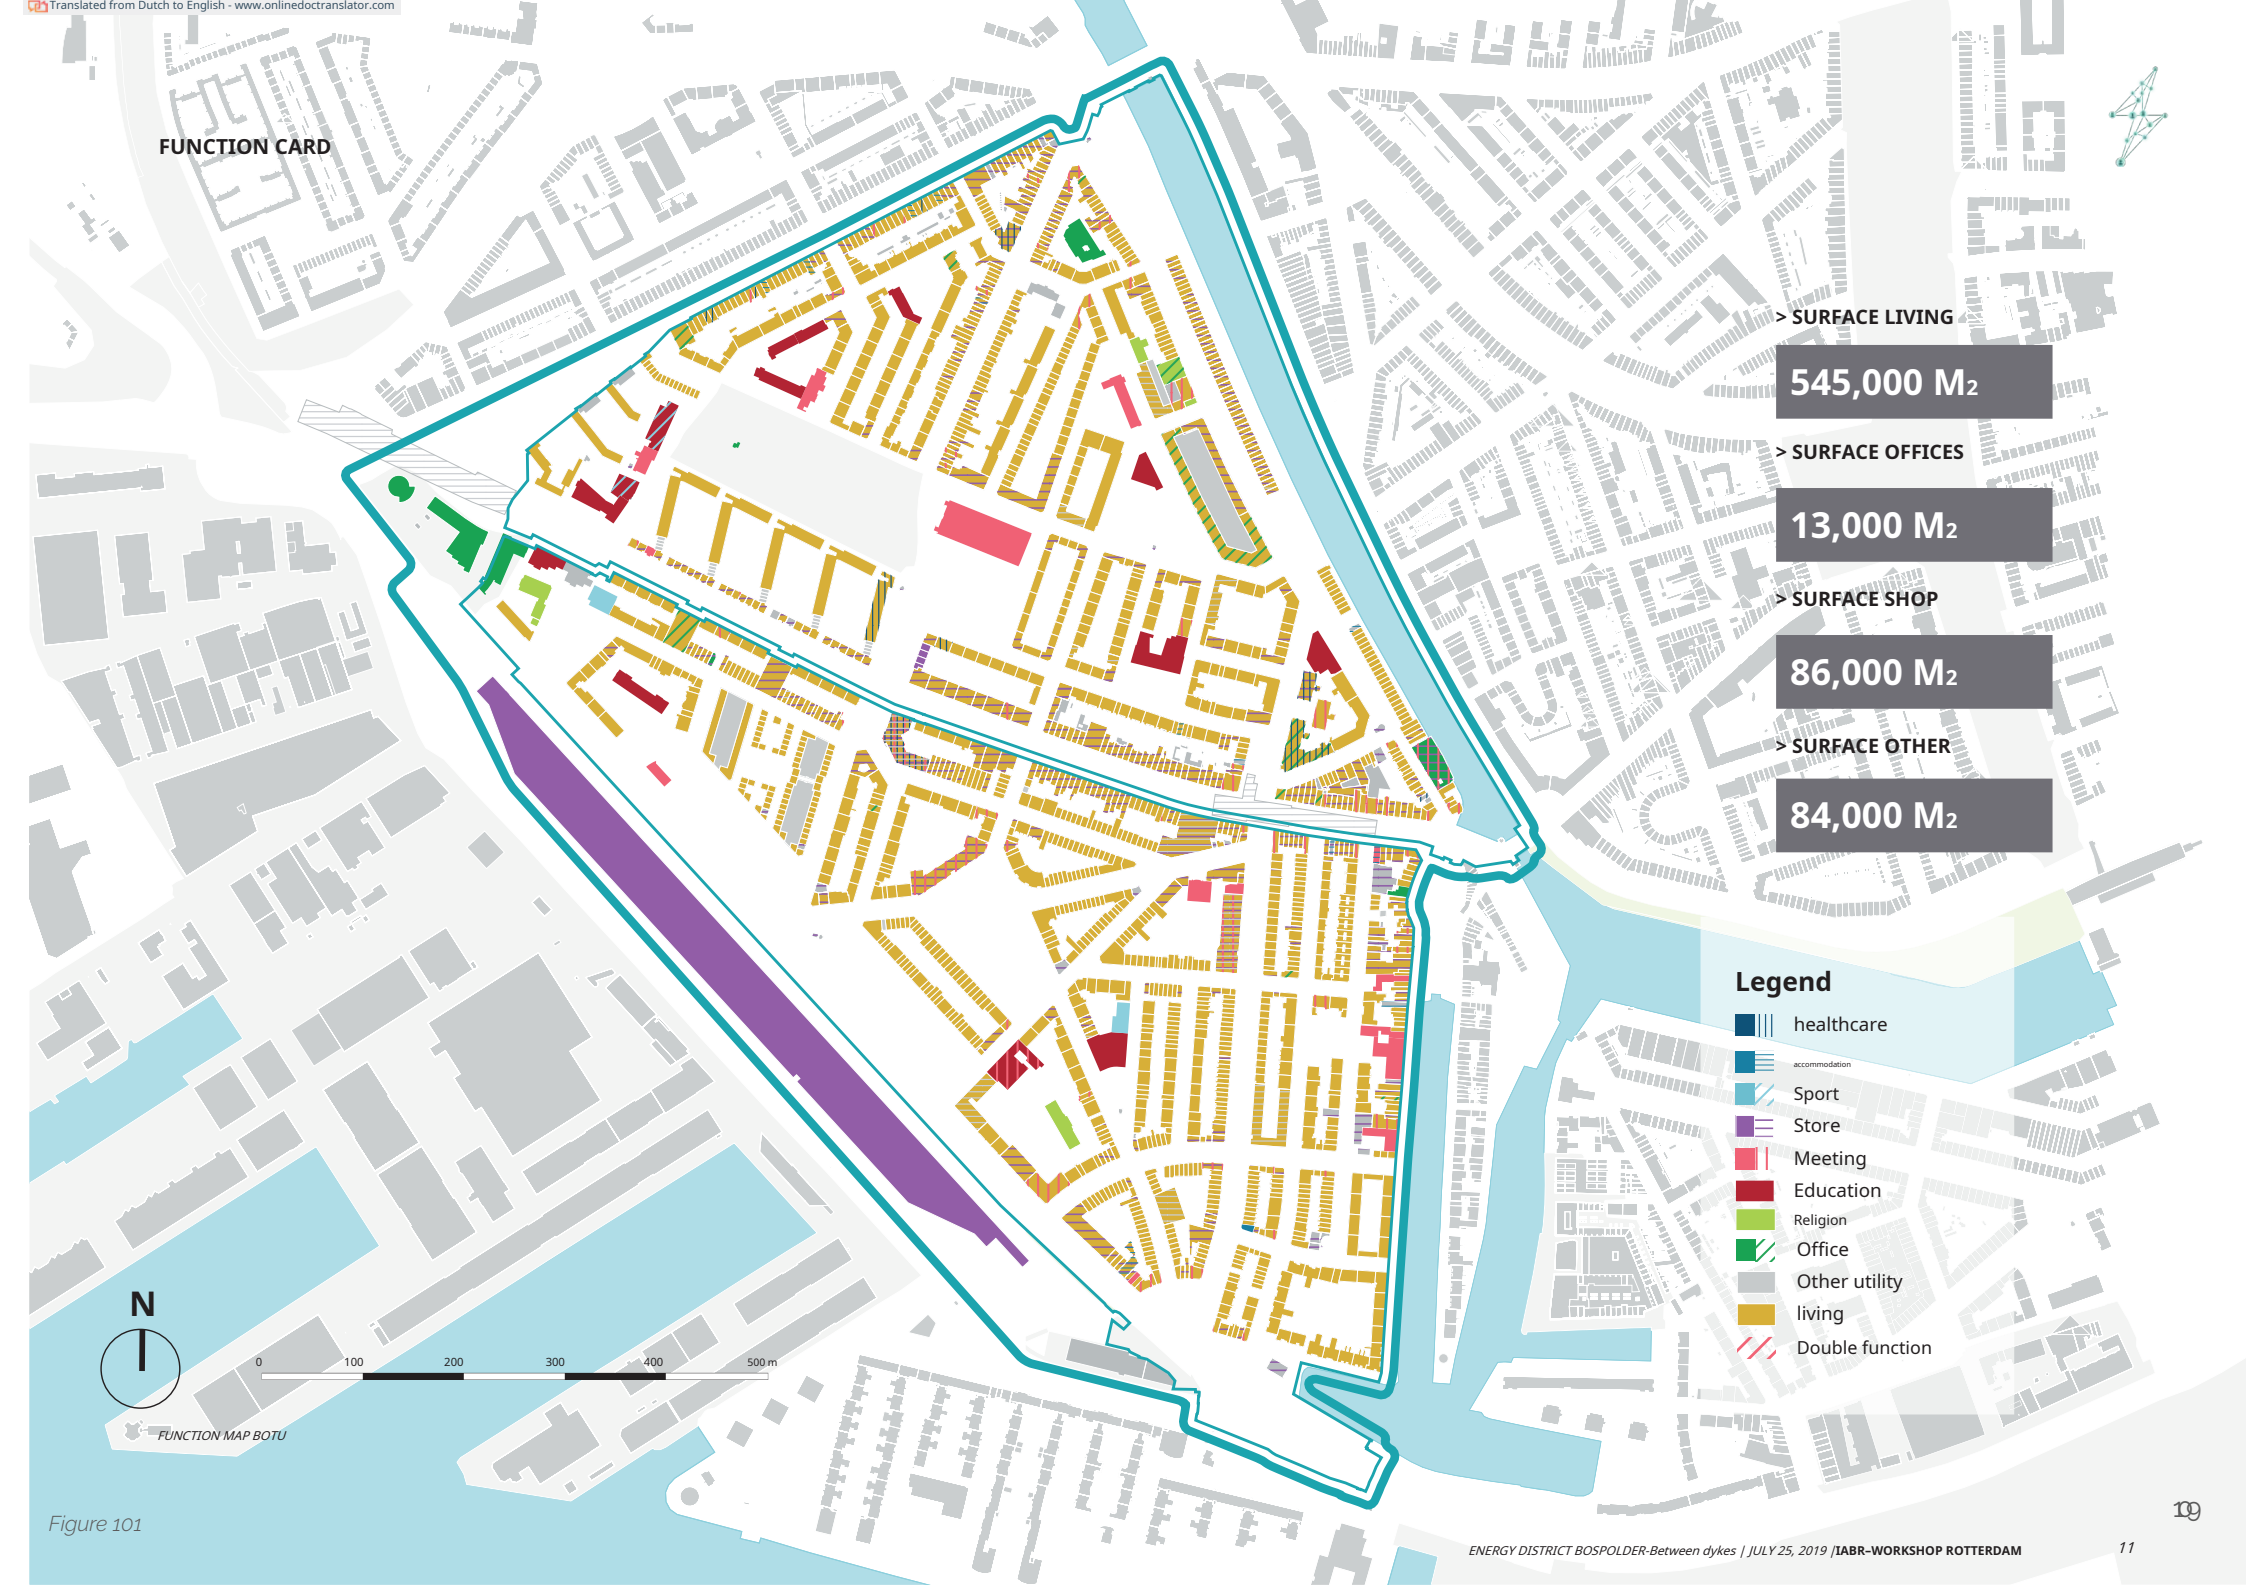 Translated from Dutch to English - www.onlinedoctranslator.com
FUNCTION CARD
> SURFACE LIVING
545,000 M2
> SURFACE OFFICES
13,000 M2
> SURFACE SHOP
86,000 M2
> SURFACE OTHER
84,000 M2
Legend
healthcare
accommodation
Sport
Store
Meeting
Education
Religion
Office
Other utility
living
Double function
N
0 100 200 300 400 500 m
FUNCTION MAP BOTU
Figure 101
109
ENERGY DISTRICT BOSPOLDER-Between dykes | JULY 25, 2019 |IABR–WORKSHOP ROTTERDAM
11